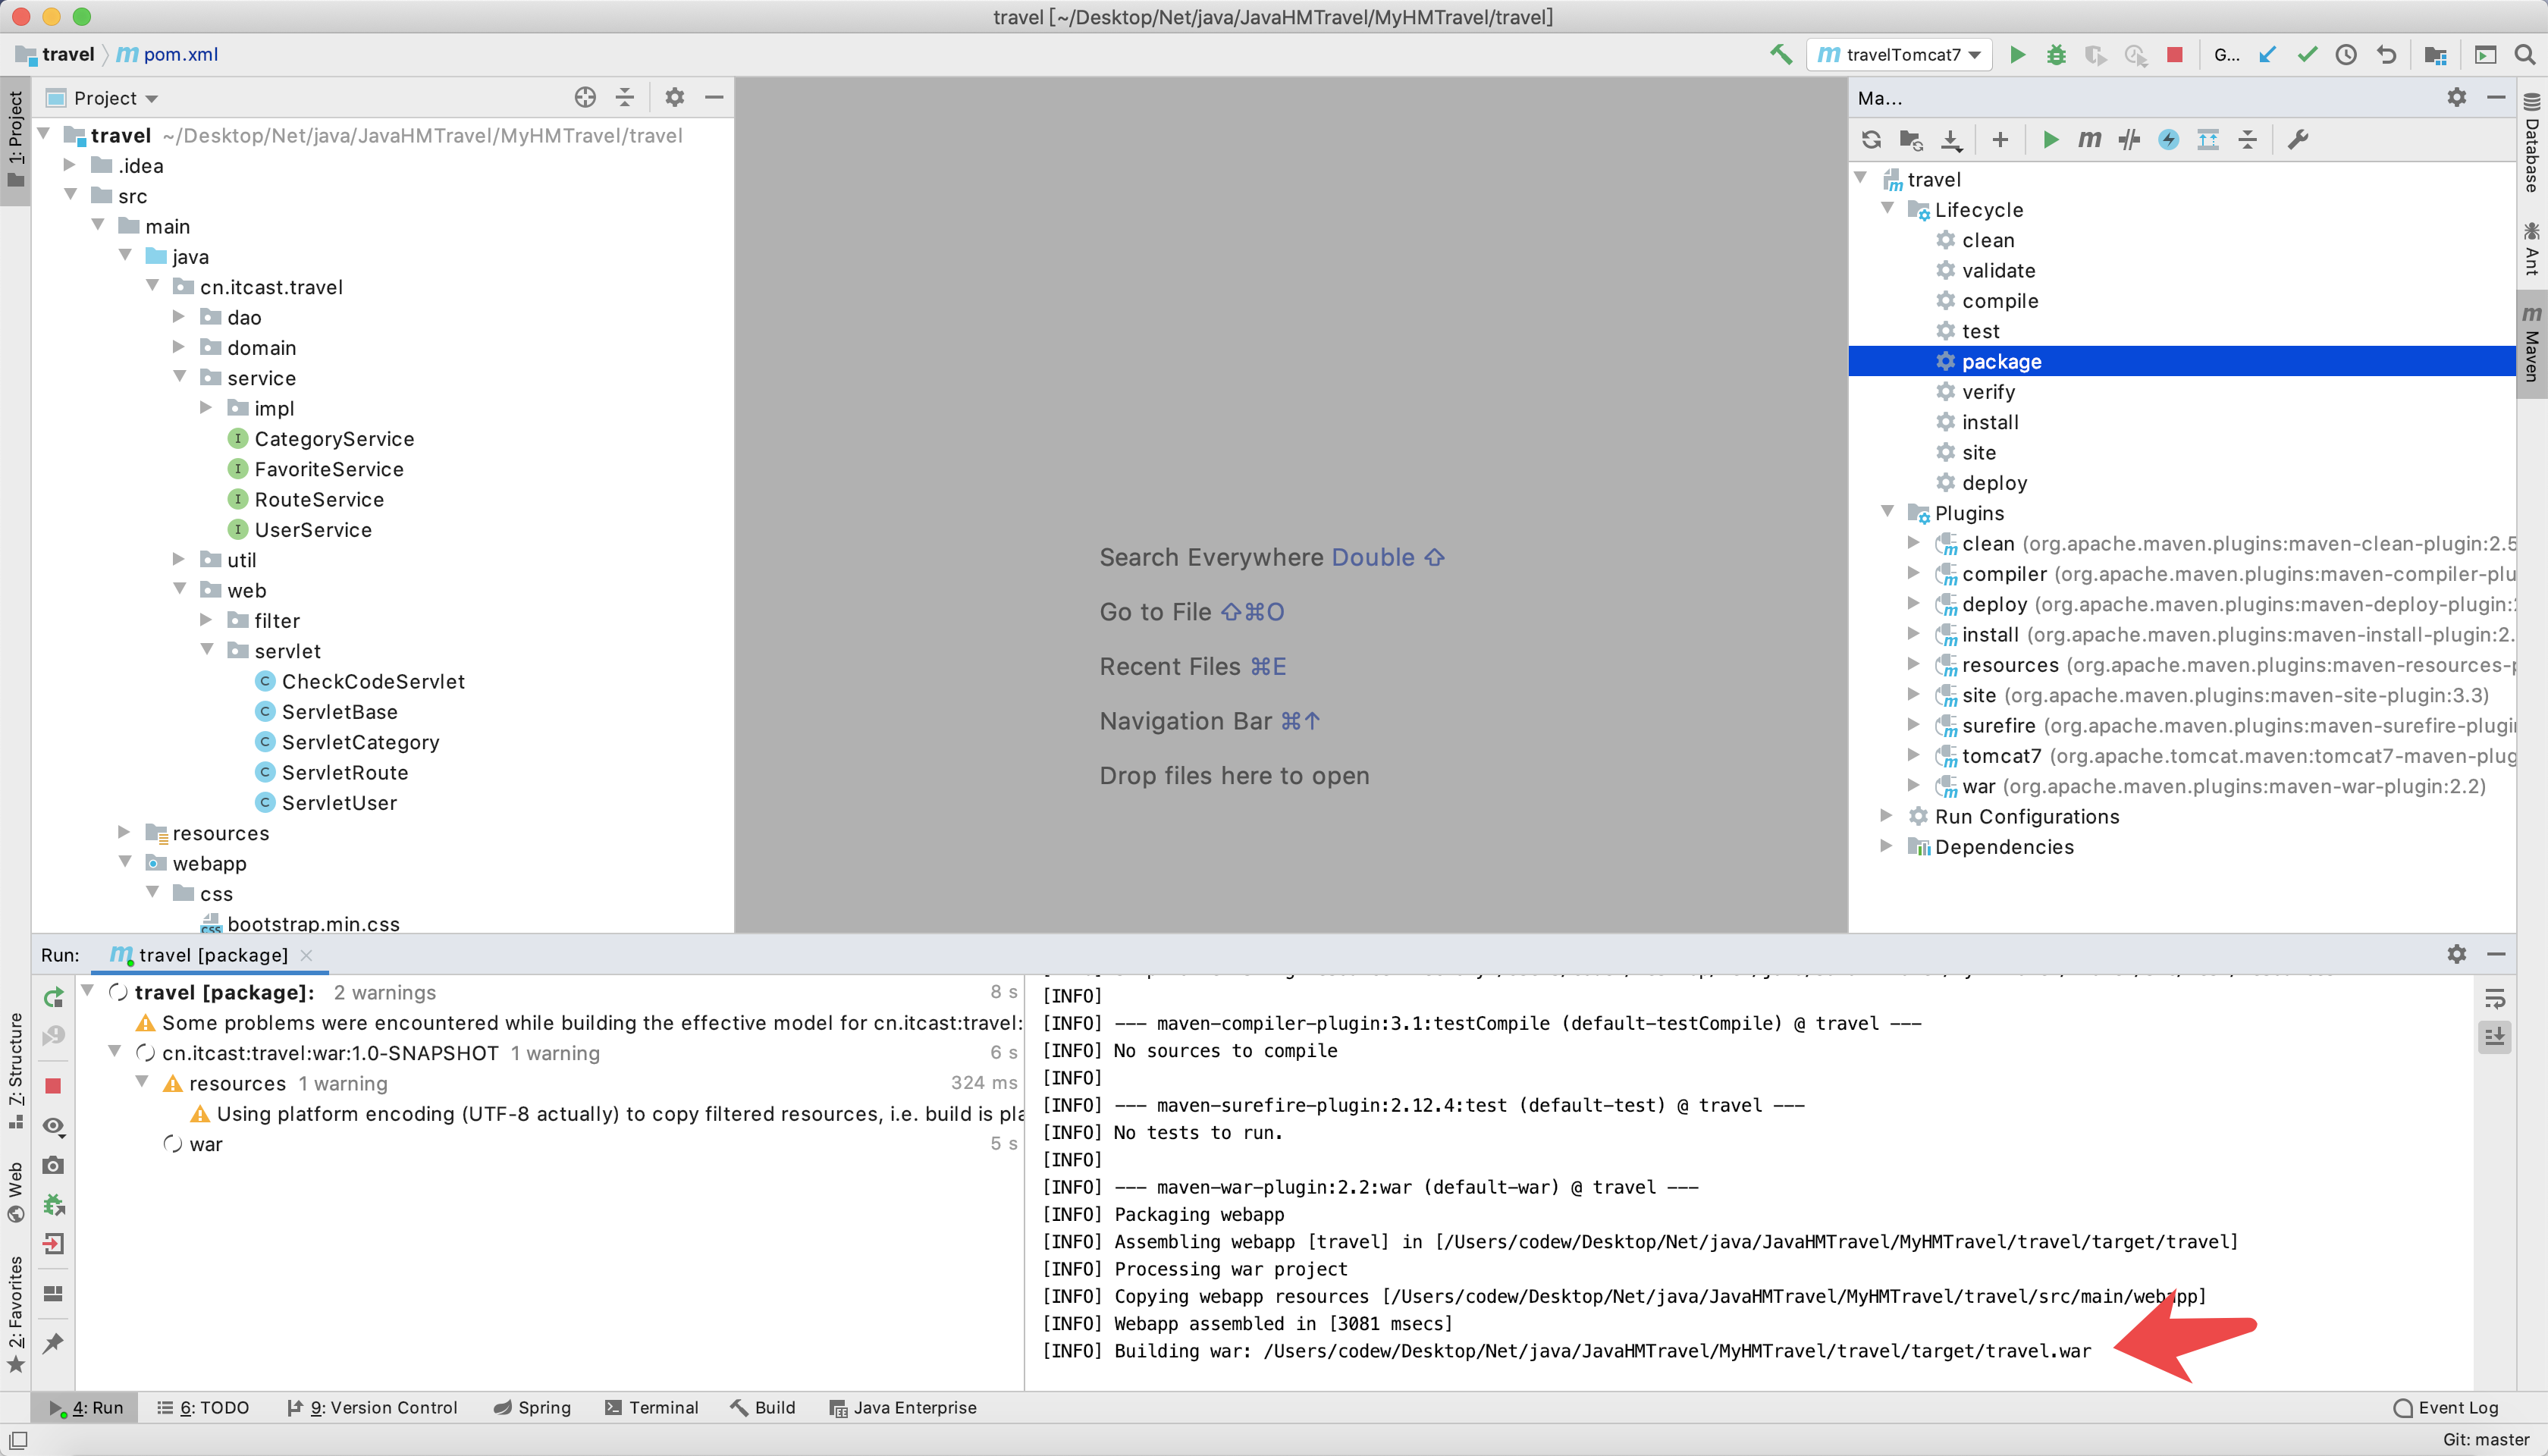 travel [~/Desktop/Net/java/JavaHMTravel/MyHMTravel/travel]
travel
pom.xml
travelTomcat7
G...
1: Project
Project
travel ~/Desktop/Net/java/JavaHMTravel/MyHMTravel/travel
.idea
src
main
java
cn.itcast.travel
dao
domain
service
impl
CategoryService
FavoriteService
RouteService
UserService
util
web
filter
servlet
CheckCodeServlet
ServletBase
ServletCategory
ServletRoute
ServletUser
resources
webapp
css
bootstrap.min.css
Search Everywhere Double ⇧
Go to File ⇧⌘O
Recent Files ⌘E
Navigation Bar ⌘↑
Drop files here to open
Ma...
travel
Lifecycle
clean
validate
compile
test
package
verify
install
site
deploy
Plugins
clean (org.apache.maven.plugins:maven-clean-plugin:2.5
compiler (org.apache.maven.plugins:maven-compiler-plu
deploy (org.apache.maven.plugins:maven-deploy-plugin:
install (org.apache.maven.plugins:maven-install-plugin:2.
resources (org.apache.maven.plugins:maven-resources-
site (org.apache.maven.plugins:maven-site-plugin:3.3)
surefire (org.apache.maven.plugins:maven-surefire-plugi
tomcat7 (org.apache.tomcat.maven:tomcat7-maven-plug
war (org.apache.maven.plugins:maven-war-plugin:2.2)
Run Configurations
Dependencies
Database
Ant
Maven
Run:
travel [package]
travel [package]: 2 warnings 8 s
Some problems were encountered while building the effective model for cn.itcast:travel:
cn.itcast:travel:war:1.0-SNAPSHOT 1 warning 6 s
resources 1 warning 324 ms
Using platform encoding (UTF-8 actually) to copy filtered resources, i.e. build is pla
war 5 s
[INFO]
[INFO] --- maven-compiler-plugin:3.1:testCompile (default-testCompile) @ travel ---
[INFO] No sources to compile
[INFO]
[INFO] --- maven-surefire-plugin:2.12.4:test (default-test) @ travel ---
[INFO] No tests to run.
[INFO]
[INFO] --- maven-war-plugin:2.2:war (default-war) @ travel ---
[INFO] Packaging webapp
[INFO] Assembling webapp [travel] in [/Users/codew/Desktop/Net/java/JavaHMTravel/MyHMTravel/travel/target/travel]
[INFO] Processing war project
[INFO] Copying webapp resources [/Users/codew/Desktop/Net/java/JavaHMTravel/MyHMTravel/travel/src/main/webapp]
[INFO] Webapp assembled in [3081 msecs]
[INFO] Building war: /Users/codew/Desktop/Net/java/JavaHMTravel/MyHMTravel/travel/target/travel.war
7: Structure
Web
2: Favorites
4: Run
6: TODO
9: Version Control
Spring
Terminal
Build
Java Enterprise
Event Log
Git: master